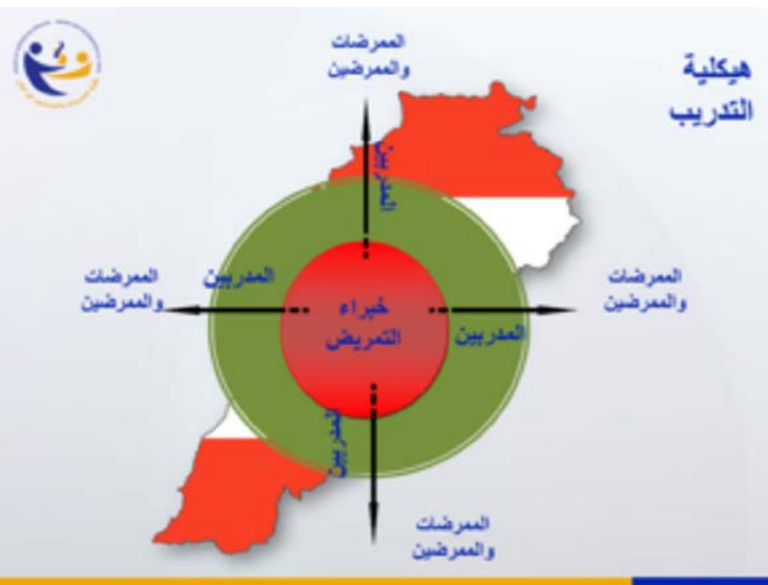 هيكلية
التدريب
الممرضات
والممرضين
المدربين
الممرضات
والممرضين
المدربين
خبراء
التمريض
المدربين
الممرضات
والممرضين
المدربين
الممرضات
والممرضين